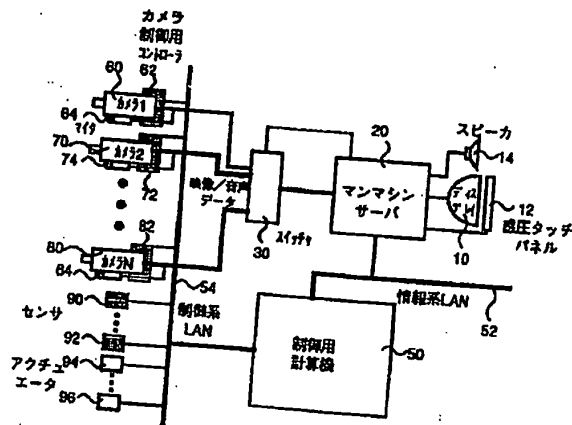 カメラ
制御用
コントローラ
60
62
カメラ1
64
マイク
70
カメラ2
74
72
映像/音声
データ
30
スイッチャ
20
マンマシン
サーバ
スピーカ
14
ディス
プレイ
12
10
感圧タッチ
パネル
80
82
カメラN
84
54
制御系
LAN
90
センサ
92
94
アクチュ
エータ
96
情報系LAN
52
制御用
計算機
50